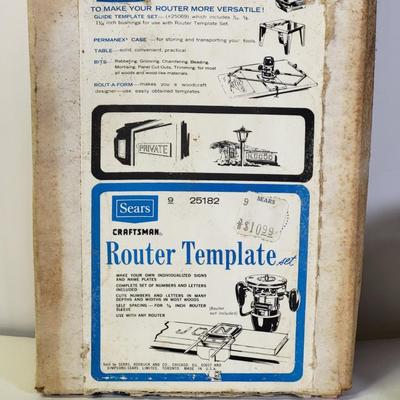 TO MAKE YOUR ROUTER MORE VERSATILE!
GUIDE TEMPLATE SET— (#25069) which includes
bushings for use with Router Template Set.
PERMANEX CASE — for storing and transporting your tools.
TABLE — solid, convenient, practical
BITS — Rabbeting, Grooving, Chamfering, Beading,
Mortising, Panel Cut-Outs, Trimming: for most
all woods and wood-like materials.
ROUT-A-FORM — makes you a woodcraft
designer — use easily obtained templates
PRIVATE
Sears
9 25182 9
SEARS
$10.99
CRAFTSMAN
Router Template set
MAKE YOUR OWN INDIVIDUALIZED SIGNS
AND NAME PLATES
COMPLETE SET OF NUMBERS AND LETTERS
INCLUDED
CUTS NUMBERS AND LETTERS IN MANY
DEPTHS AND WIDTHS IN MOST WOODS
SELF SPACING — FOR INCH ROUTER
SLEEVE
USE WITH ANY ROUTER
(Router
not included)
Sold by SEARS, ROEBUCK AND CO., CHICAGO, ILL. 60607 AND
SIMPSONS-SEARS LIMITED, TORONTO MADE IN U.S.A.